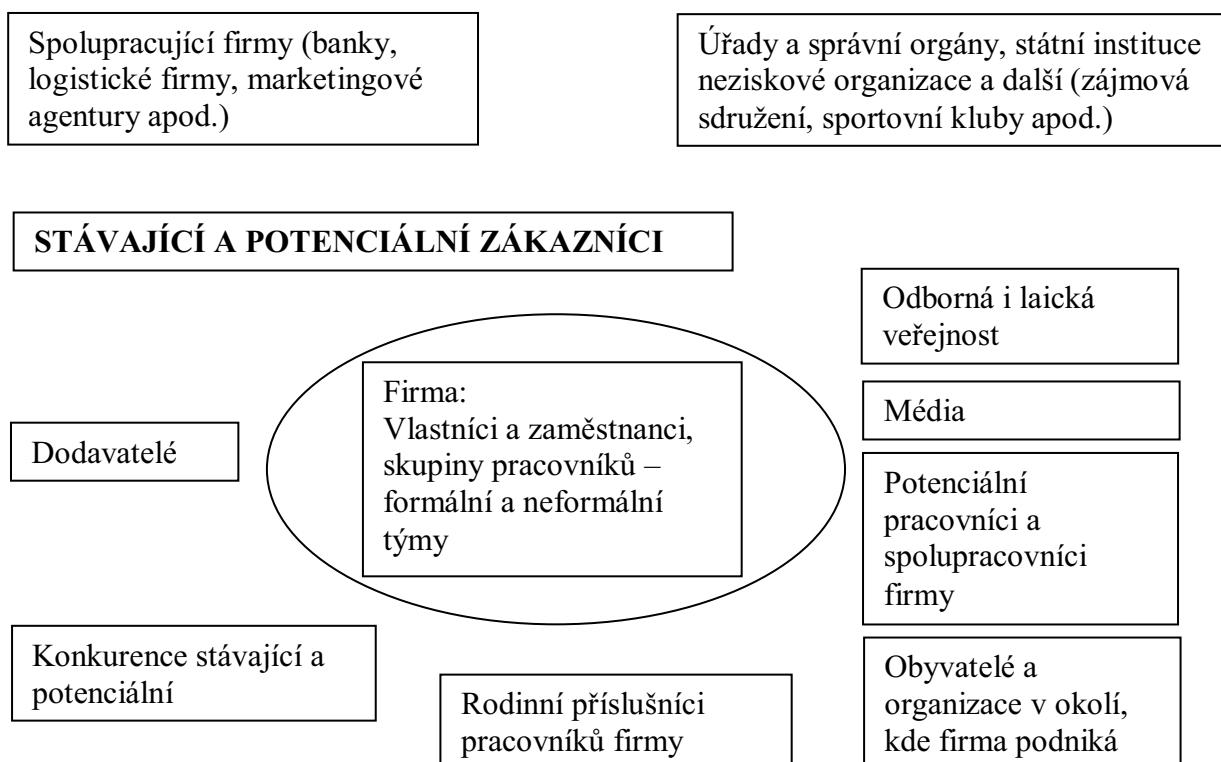 Spolupracující firmy (banky,
logistické firmy, marketingové
agentury apod.)
Úřady a správní orgány, státní instituce
neziskové organizace a další (zájmová
sdružení, sportovní kluby apod.)
STÁVAJÍCÍ A POTENCIÁLNÍ ZÁKAZNÍCI
Odborná i laická
veřejnost
Firma:
Vlastníci a zaměstnanci,
skupiny pracovníků –
formální a neformální
týmy
Média
Dodavatelé
Potenciální
pracovníci a
spolupracovníci
firmy
Konkurence stávající a
potenciální
Rodinní příslušníci
pracovníků firmy
Obyvatelé a
organizace v okolí,
kde firma podniká